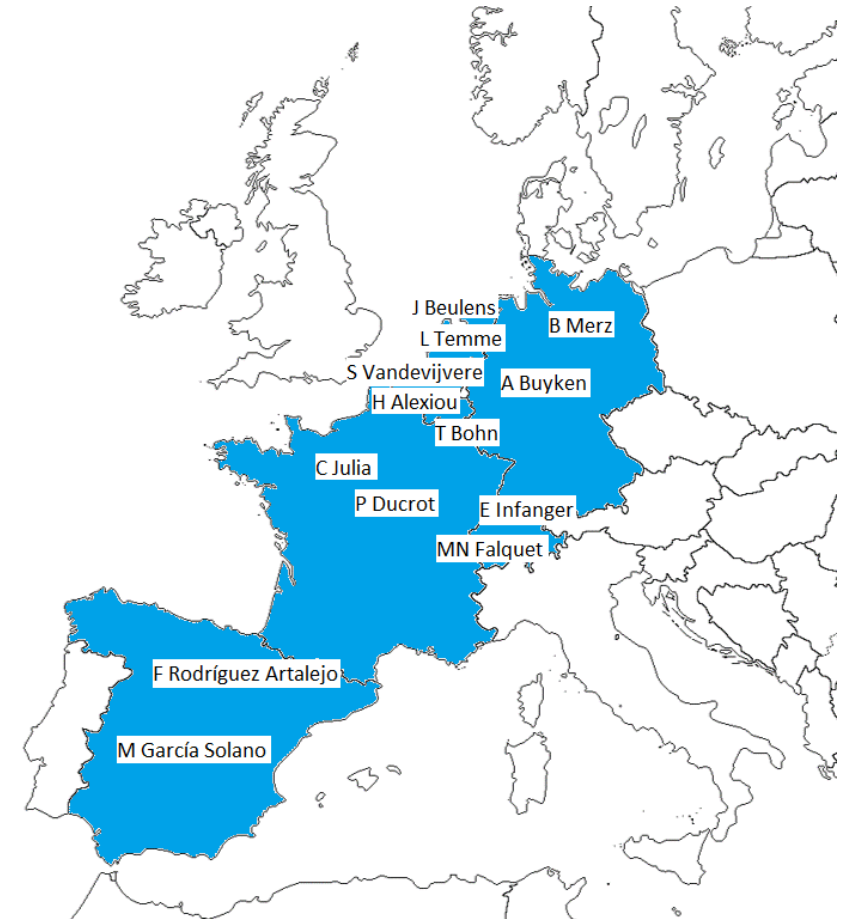 J Beulens
B Merz
L Temme
S Vandevijvere
A Buyken
H Alexiou
T Bohn
C Julia
P Ducrot
E Infanger
MN Falquet
F Rodríguez Artalejo
M García Solano